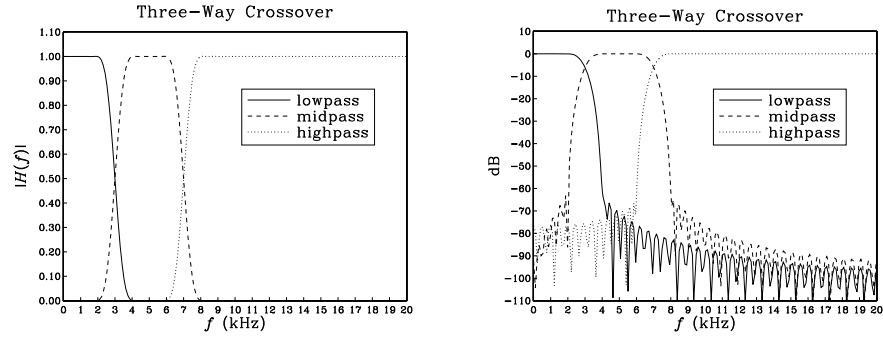 Three-Way Crossover
1.10
1.00
0.90
0.80
0.70
0.60
0.50
0.40
0.30
0.20
0.10
0.00
|H(f)|
lowpass
midpass
highpass
0 1 2 3 4 5 6 7 8 9 10 11 12 13 14 15 16 17 18 19 20
f (kHz)
Three-Way Crossover
10
0
-10
-20
-30
-40
-50
-60
-70
-80
-90
-100
-110
dB
lowpass
midpass
highpass
0 1 2 3 4 5 6 7 8 9 10 11 12 13 14 15 16 17 18 19 20
f (kHz)